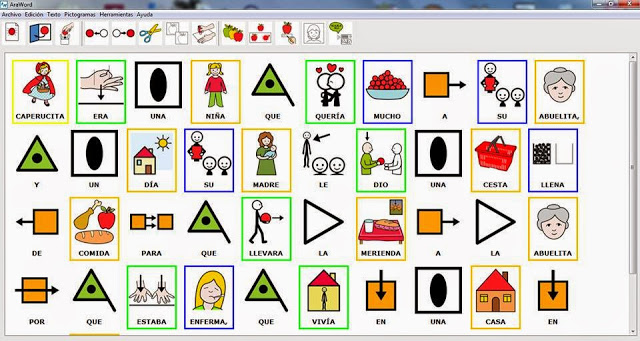 AraWord
Archivo Edición Texto Pictogramas Herramientas Ayuda
CAPERUCITA ERA UNA NIÑA QUE QUERÍA MUCHO A SU ABUELITA,
Y UN DÍA SU MADRE LE DIO UNA CESTA LLENA
DE COMIDA PARA QUE LLEVARA LA MERIENDA A LA ABUELITA
POR QUE ESTABA ENFERMA, QUE VIVÍA EN UNA CASA EN